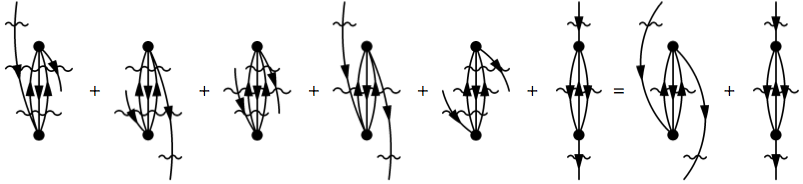 + + + + + = +